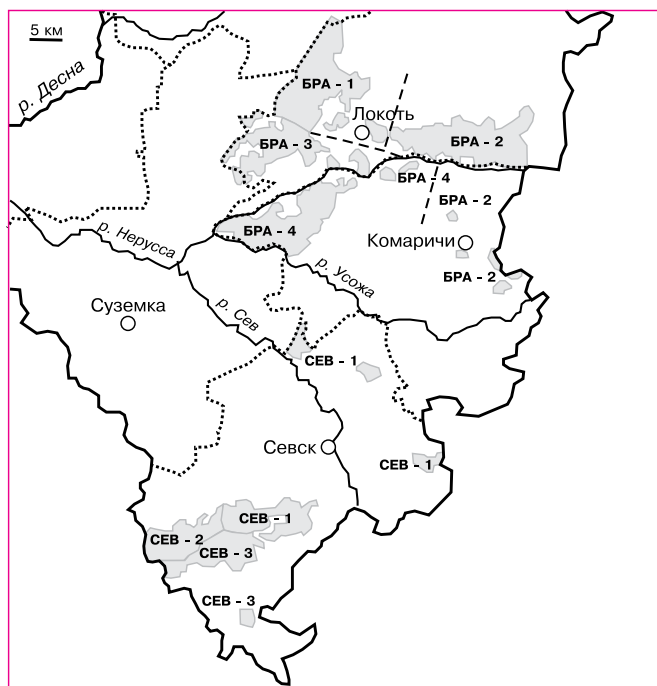 5 км
р. Десна
БРА - 1
Локоть
БРА - 3
БРА - 2
БРА - 4
БРА - 2
БРА - 4
Комаричи
р. Нерусса
р. Усожа
БРА - 2
Суземка
р. Сев
СЕВ - 1
Севск
СЕВ - 1
СЕВ - 1
СЕВ - 2
СЕВ - 3
СЕВ - 3